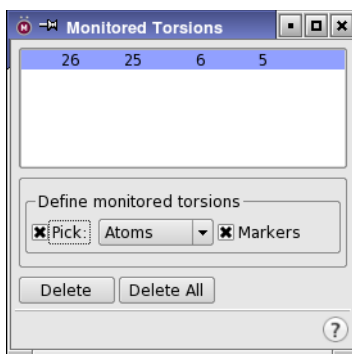 Monitored Torsions
26 25 6 5
Define monitored torsions
Pick: Atoms Markers
Delete Delete All
?